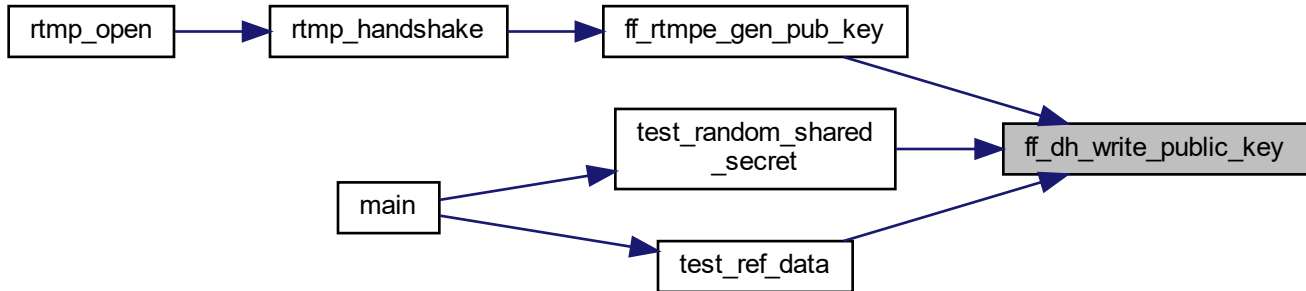 rtmp_open
rtmp_handshake
ff_rtmpe_gen_pub_key
test_random_shared
_secret
ff_dh_write_public_key
main
test_ref_data